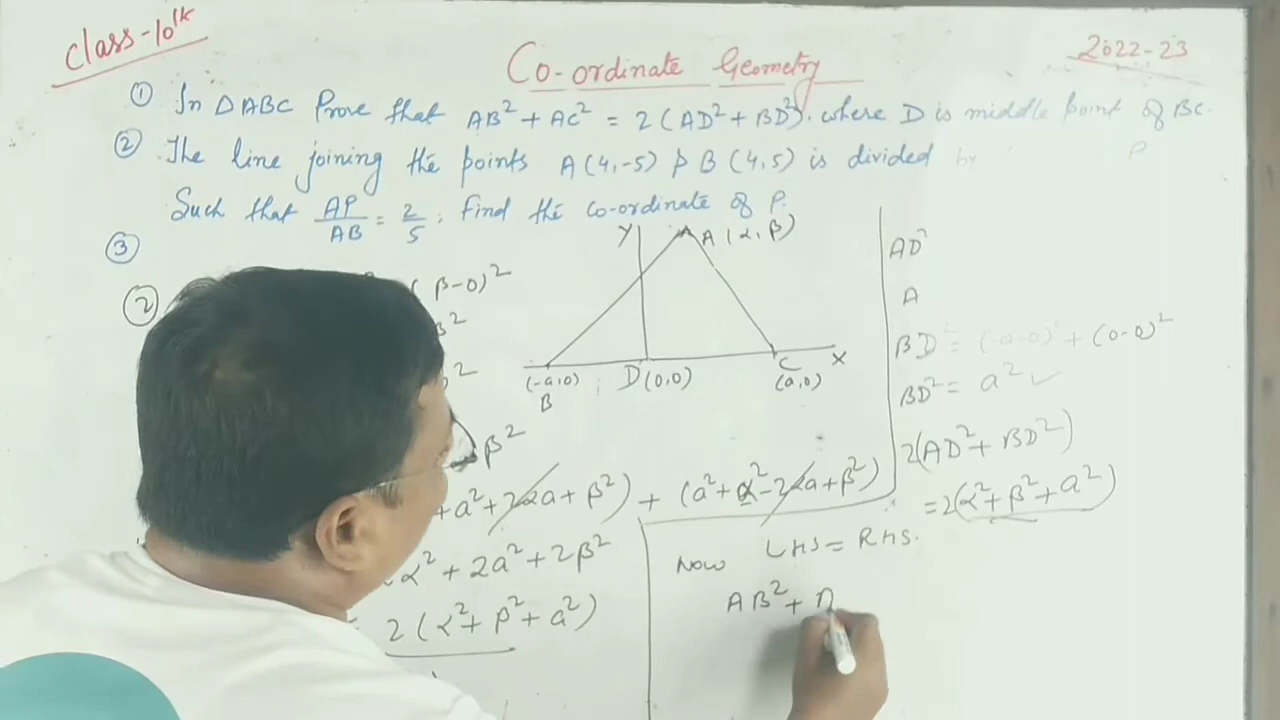 Class-10th
Co-ordinate Geometry
2022-23
① In △ABC Prove that AB² + AC² = 2(AD² + BD²). where D is middle point of BC.
② The line joining the points A(4,-5) & B(4,5) is divided by P
Such that AP/AB = 2/5, find the co-ordinate of P.
③
②
β-0)²
β²
Y
A(α,β)
(-a,0)
B
D(0,0)
C
(a,0)
X
AD²
A
BD² = (-a-0)² + (0-0)²
BD² = a² ✓
2(AD² + BD²)
= 2(α² + β² + a²)
β²
+ a² + 2αa + β²) + (a² + α² - 2αa + β²)
α² + 2a² + 2β²
2(α² + β² + a²)
Now LHS = RHS.
AB² +